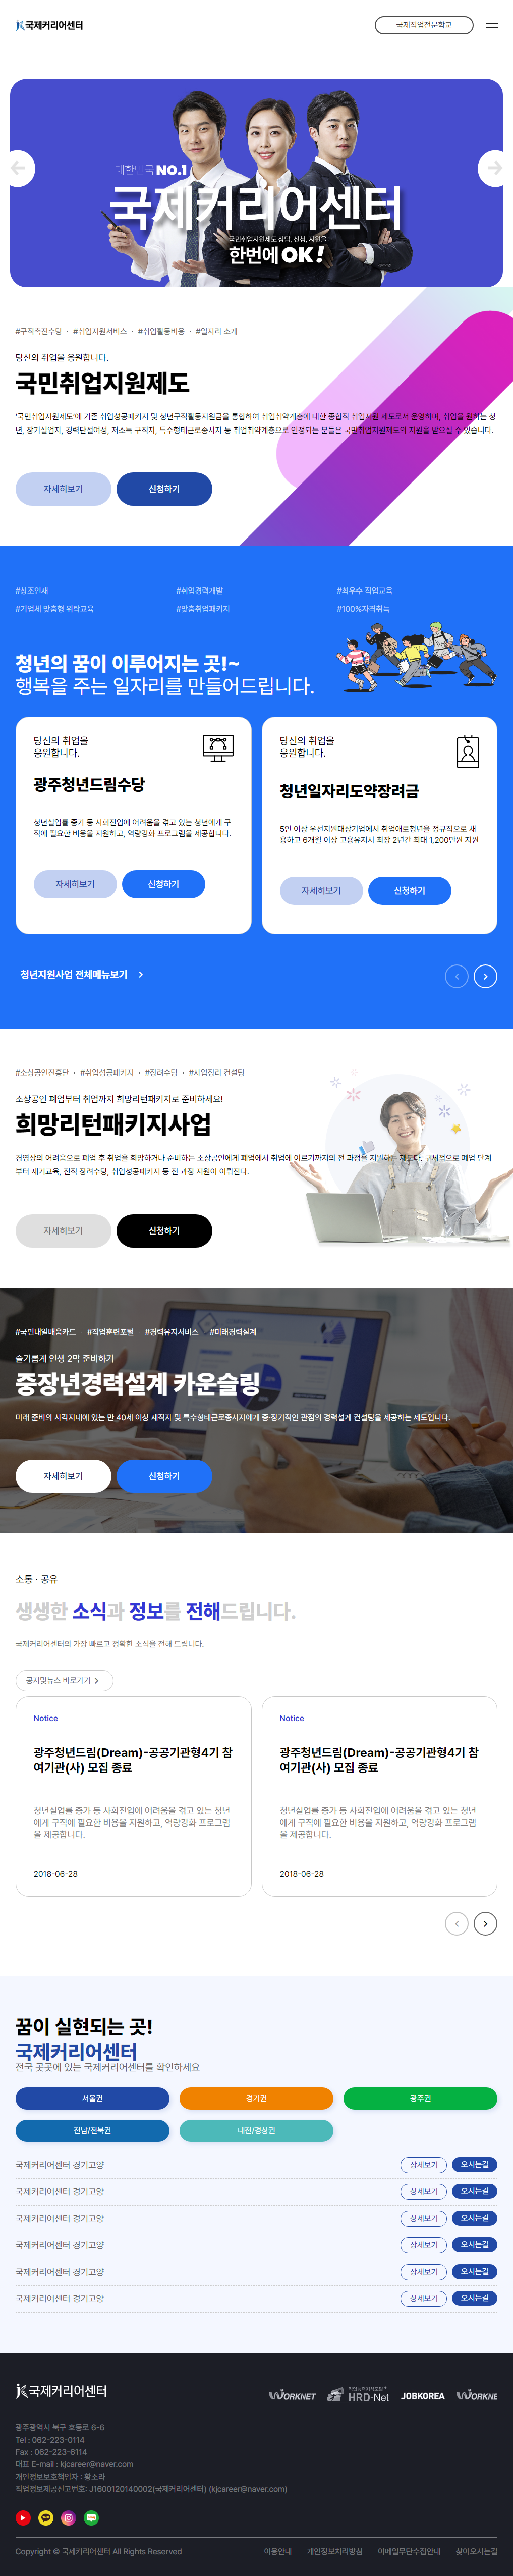 국제커리어센터
국제직업전문학교
대한민국 NO.1
국제커리어센터
국민취업지원제도 상담, 신청, 지원을
한번에 OK!
#구직촉진수당 · #취업지원서비스 · #취업활동비용 · #일자리 소개
당신의 취업을 응원합니다.
국민취업지원제도
'국민취업지원제도'에 기존 취업성공패키지 및 청년구직활동지원금을 통합하여 취업취약계층에 대한 종합적 취업지원 제도로서 운영하며, 취업을 원하는 청
년, 장기실업자, 경력단절여성, 저소득 구직자, 특수형태근로종사자 등 취업취약계층으로 인정되는 분들은 국민취업지원제도의 지원을 받으실 수 있습니다.
자세히보기
신청하기
#창조인재
#취업경력개발
#최우수 직업교육
#기업체 맞춤형 위탁교육
#맞춤취업패키지
#100%자격취득
청년의 꿈이 이루어지는 곳!~
행복을 주는 일자리를 만들어드립니다.
당신의 취업을
응원합니다.
광주청년드림수당
청년실업률 증가 등 사회진입에 어려움을 겪고 있는 청년에게 구
직에 필요한 비용을 지원하고, 역량강화 프로그램을 제공합니다.
자세히보기
신청하기
당신의 취업을
응원합니다.
청년일자리도약장려금
5인 이상 우선지원대상기업에서 취업애로청년을 정규직으로 채
용하고 6개월 이상 고용유지시 최장 2년간 최대 1,200만원 지원
자세히보기
신청하기
청년지원사업 전체메뉴보기
#소상공인진흥단 · #취업성공패키지 · #장려수당 · #사업정리 컨설팅
소상공인 폐업부터 취업까지 희망리턴패키지로 준비하세요!
희망리턴패키지사업
경영상의 어려움으로 폐업 후 취업을 희망하거나 준비하는 소상공인에게 폐업에서 취업에 이르기까지의 전 과정을 지원하는 제도다. 구체적으로 폐업 단계
부터 재기교육, 전직 장려수당, 취업성공패키지 등 전 과정 지원이 이뤄진다.
자세히보기
신청하기
#국민내일배움카드 #직업훈련포털 #경력유지서비스 #미래경력설계
슬기롭게 인생 2막 준비하기
중장년경력설계 카운슬링
미래 준비의 사각지대에 있는 만 40세 이상 재직자 및 특수형태근로종사자에게 중·장기적인 관점의 경력설계 컨설팅을 제공하는 제도입니다.
자세히보기
신청하기
소통 · 공유
생생한 소식과 정보를 전해드립니다.
국제커리어센터의 가장 빠르고 정확한 소식을 전해 드립니다.
공지및뉴스 바로가기
Notice
광주청년드림(Dream)-공공기관형4기 참
여기관(사) 모집 종료
청년실업률 증가 등 사회진입에 어려움을 겪고 있는 청년
에게 구직에 필요한 비용을 지원하고, 역량강화 프로그램
을 제공합니다.
2018-06-28
Notice
광주청년드림(Dream)-공공기관형4기 참
여기관(사) 모집 종료
청년실업률 증가 등 사회진입에 어려움을 겪고 있는 청년
에게 구직에 필요한 비용을 지원하고, 역량강화 프로그램
을 제공합니다.
2018-06-28
꿈이 실현되는 곳!
국제커리어센터
전국 곳곳에 있는 국제커리어센터를 확인하세요
서울권
경기권
광주권
전남/전북권
대전/경상권
국제커리어센터 경기고양 상세보기 오시는길
국제커리어센터 경기고양 상세보기 오시는길
국제커리어센터 경기고양 상세보기 오시는길
국제커리어센터 경기고양 상세보기 오시는길
국제커리어센터 경기고양 상세보기 오시는길
국제커리어센터 경기고양 상세보기 오시는길
국제커리어센터
WORKNET
직업능력지식포털
HRD-Net
JOBKOREA
WORKNE
광주광역시 북구 호동로 6-6
Tel : 062-223-0114
Fax : 062-223-6114
대표 E-mail : kjcareer@naver.com
개인정보보호책임자 : 황소라
직업정보제공신고번호: J1600120140002(국제커리어센터) (kjcareer@naver.com)
Copyright © 국제커리어센터 All Rights Reserved
이용안내
개인정보처리방침
이메일무단수집안내
찾아오시는길